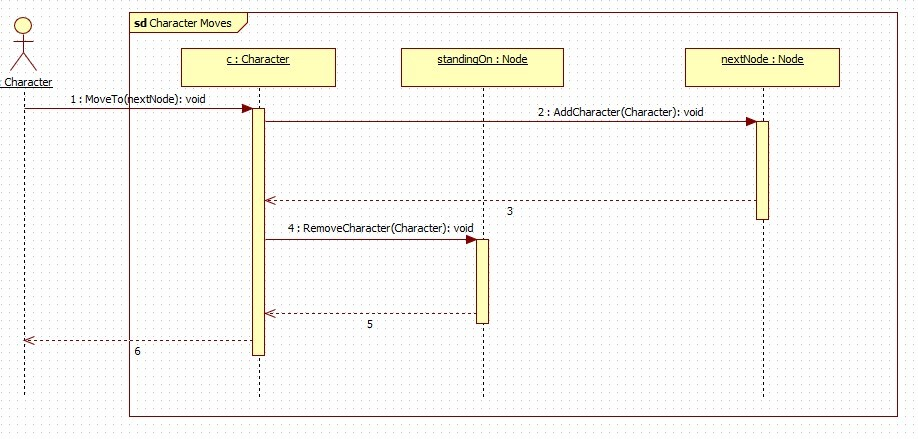 sd Character Moves
c : Character
standingOn : Node
nextNode : Node
: Character
1 : MoveTo(nextNode): void
2 : AddCharacter(Character): void
3
4 : RemoveCharacter(Character): void
5
6